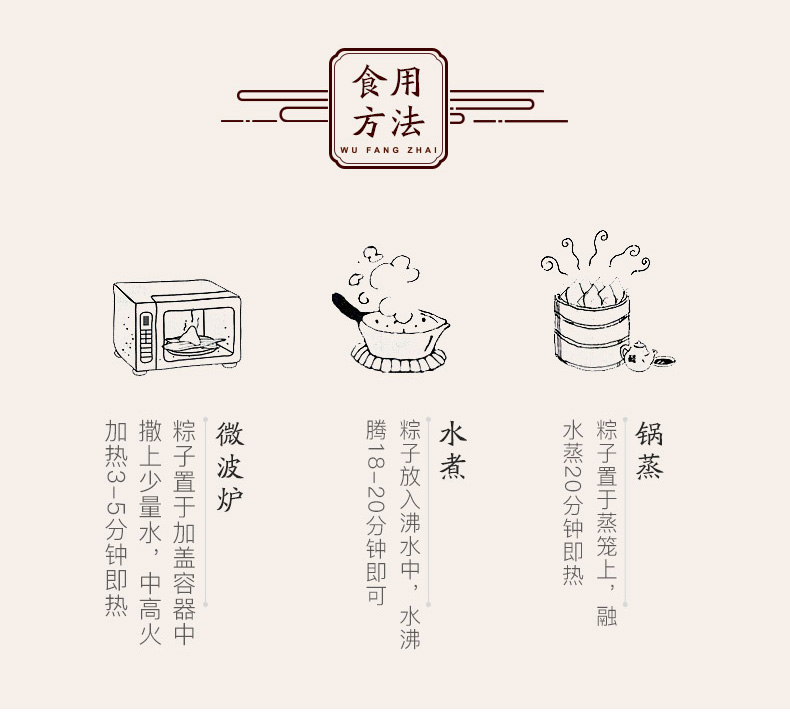 食用
方法
WU FANG ZHAI
锅蒸
粽子置于蒸笼上，融
水蒸20分钟即热
水煮
粽子放入沸水中，水沸
腾18-20分钟即可
微波炉
粽子置于加盖容器中
撒上少量水，中高火
加热3-5分钟即热